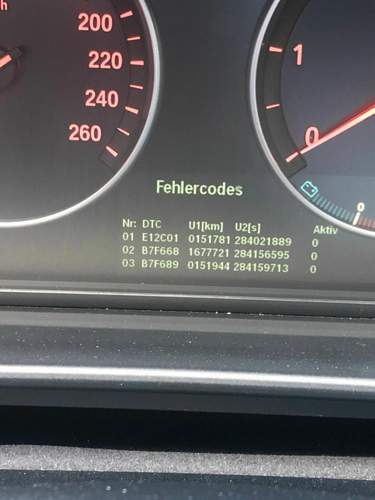 h
200
220
240
260
1
0
0
Fehlercodes
Nr: DTC U1[km] U2[s] Aktiv
01 E12C01 0151781 284021889 0
02 B7F668 1677721 284156595 0
03 B7F689 0151944 284159713 0